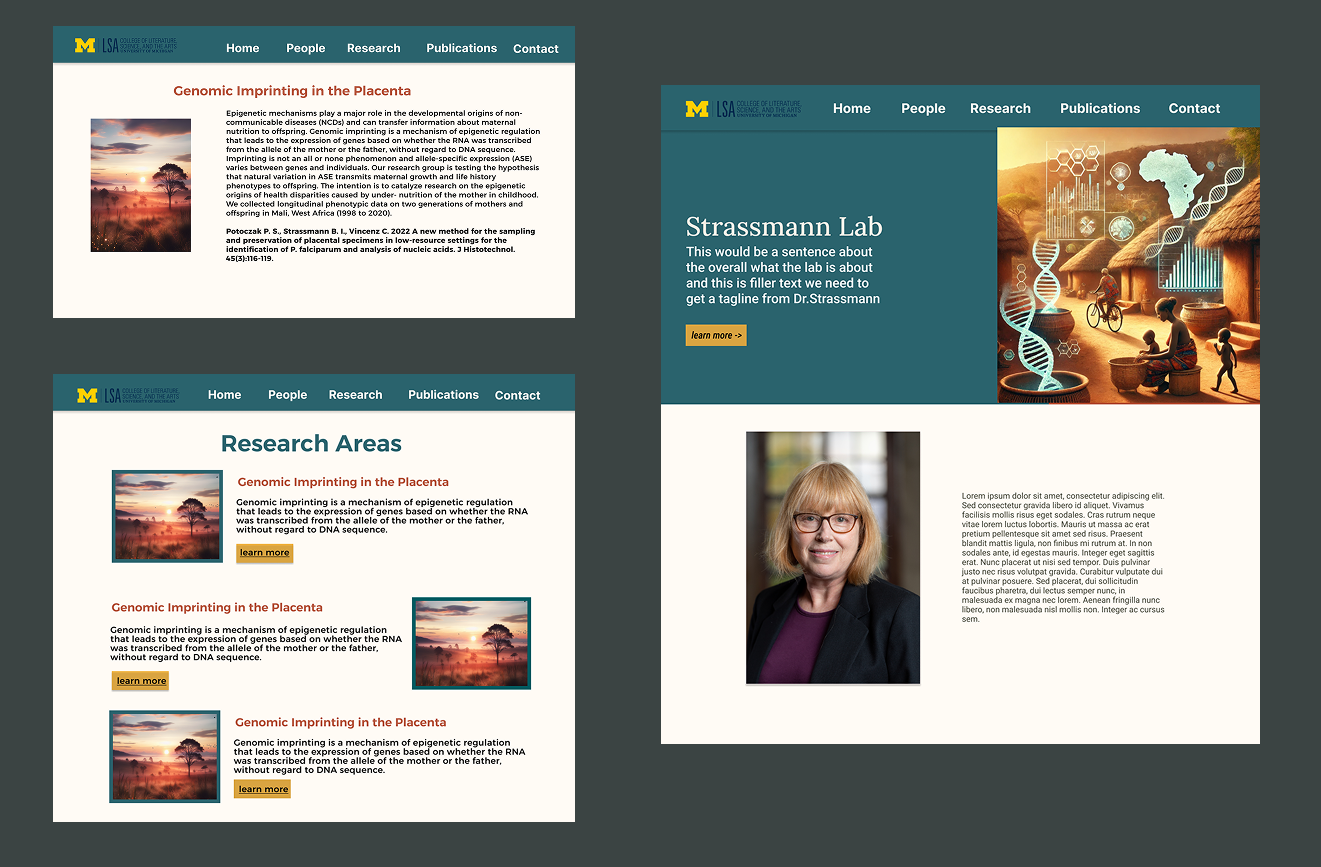 M LSA COLLEGE OF LITERATURE,
SCIENCE, AND THE ARTS
UNIVERSITY OF MICHIGAN
Home People Research Publications Contact
Genomic Imprinting in the Placenta
Epigenetic mechanisms play a major role in the developmental origins of non-
communicable diseases (NCDs) and can transfer information about maternal
nutrition to offspring. Genomic imprinting is a mechanism of epigenetic regulation
that leads to the expression of genes based on whether the RNA was transcribed
from the allele of the mother or the father, without regard to DNA sequence.
Imprinting is not an all or none phenomenon and allele-specific expression (ASE)
varies between genes and individuals. Our research group is testing the hypothesis
that natural variation in ASE transmits maternal growth and life history
phenotypes to offspring. The intention is to catalyze research on the epigenetic
origins of health disparities caused by under- nutrition of the mother in childhood.
We collected longitudinal phenotypic data on two generations of mothers and
offspring in Mali, West Africa (1998 to 2020).
Potoczak P. S., Strassmann B. I., Vincenz C. 2022 A new method for the sampling
and preservation of placental specimens in low-resource settings for the
identification of P. falciparum and analysis of nucleic acids. J Histotechnol.
45(3):116-119.
M LSA COLLEGE OF LITERATURE,
SCIENCE, AND THE ARTS
UNIVERSITY OF MICHIGAN
Home People Research Publications Contact
Research Areas
Genomic Imprinting in the Placenta
Genomic imprinting is a mechanism of epigenetic regulation
that leads to the expression of genes based on whether the RNA
was transcribed from the allele of the mother or the father,
without regard to DNA sequence.
learn more
Genomic Imprinting in the Placenta
Genomic imprinting is a mechanism of epigenetic regulation
that leads to the expression of genes based on whether the RNA
was transcribed from the allele of the mother or the father,
without regard to DNA sequence.
learn more
Genomic Imprinting in the Placenta
Genomic imprinting is a mechanism of epigenetic regulation
that leads to the expression of genes based on whether the RNA
was transcribed from the allele of the mother or the father,
without regard to DNA sequence.
learn more
M LSA COLLEGE OF LITERATURE,
SCIENCE, AND THE ARTS
UNIVERSITY OF MICHIGAN
Home People Research Publications Contact
Strassmann Lab
This would be a sentence about
the overall what the lab is about
and this is filler text we need to
get a tagline from Dr.Strassmann
learn more ->
Lorem ipsum dolor sit amet, consectetur adipiscing elit.
Sed consectetur gravida libero id aliquet. Vivamus
facilisis mollis risus eget sodales. Cras rutrum neque
vitae lorem luctus lobortis. Mauris ut massa ac erat
pretium pellentesque sit amet sed risus. Praesent
blandit mattis ligula, non finibus mi rutrum at. In non
sodales ante, id egestas mauris. Integer eget sagittis
erat. Nunc placerat ut nisi sed tempor. Duis pulvinar
justo nec risus volutpat gravida. Curabitur vulputate dui
at pulvinar posuere. Sed placerat, dui sollicitudin
faucibus pharetra, dui lectus semper nunc, in
malesuada ex magna nec lorem. Aenean fringilla nunc
libero, non malesuada nisl mollis non. Integer ac cursus
sem.